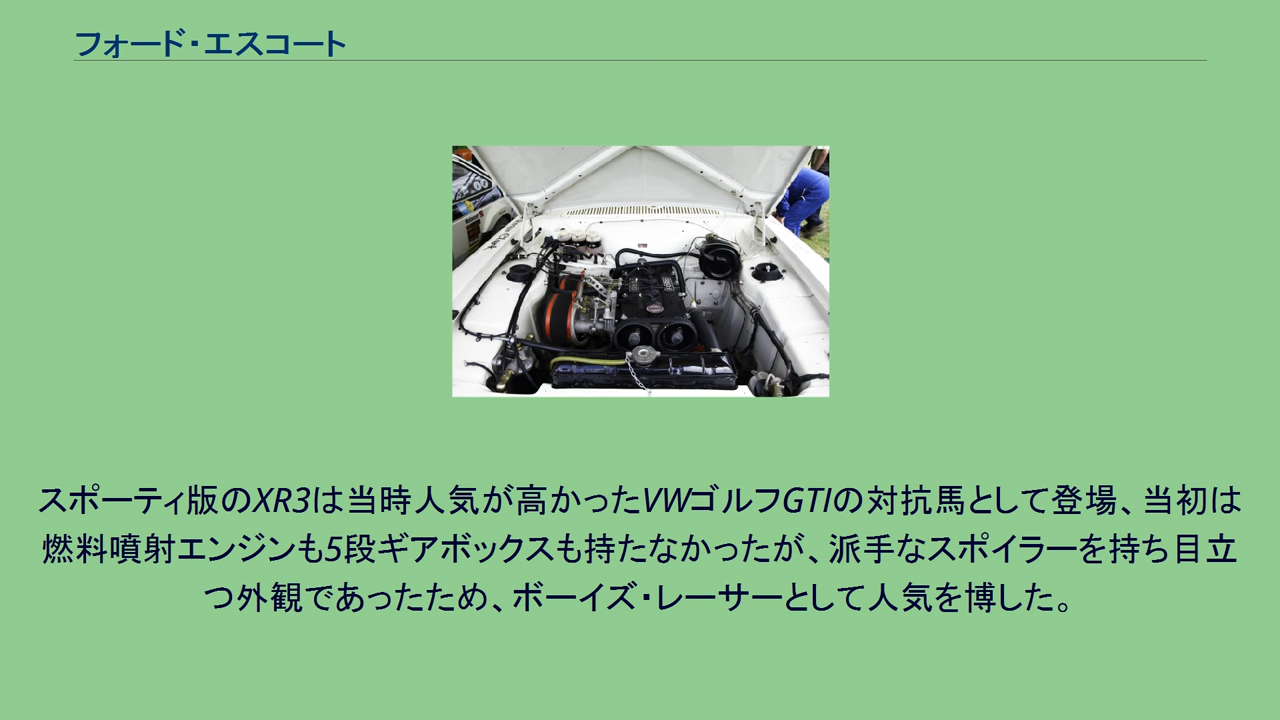 フォード・エスコート
スポーティ版のXR3は当時人気が高かったVWゴルフGTIの対抗馬として登場、当初は
燃料噴射エンジンも5段ギアボックスも持たなかったが、派手なスポイラーを持ち目立
つ外観であったため、ボーイズ・レーサーとして人気を博した。